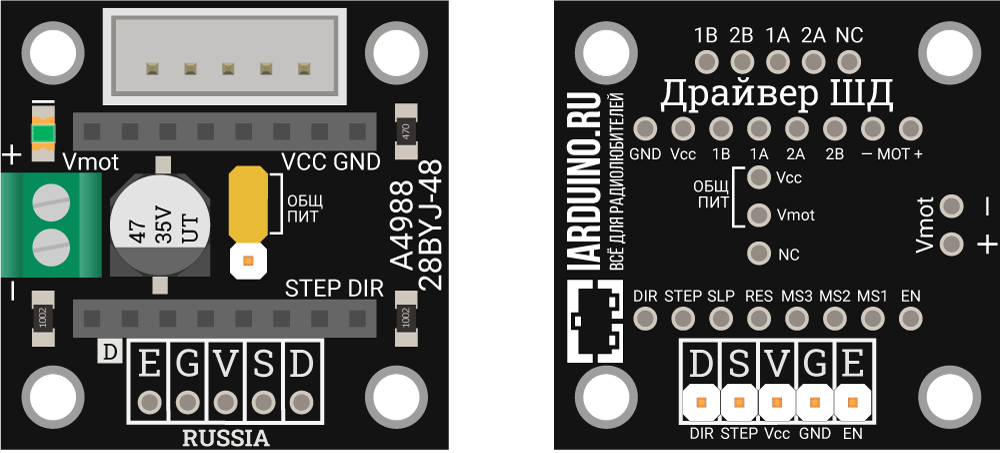 + Vmot
VCC GND
470
47
35V
UT
ОБЩ
ПИТ
A4988
28BYJ-48
–
STEP DIR
1002
1002
D
E G V S D
RUSSIA
1B 2B 1A 2A NC
Драйвер ШД
IARDUINO.RU
ВСЁ ДЛЯ РАДИОЛЮБИТЕЛЕЙ
GND Vcc 1B 1A 2A 2B – MOT +
ОБЩ
ПИТ
Vcc
Vmot
NC
Vmot – +
DIR STEP SLP RES MS3 MS2 MS1 EN
D S V G E
DIR STEP Vcc GND EN